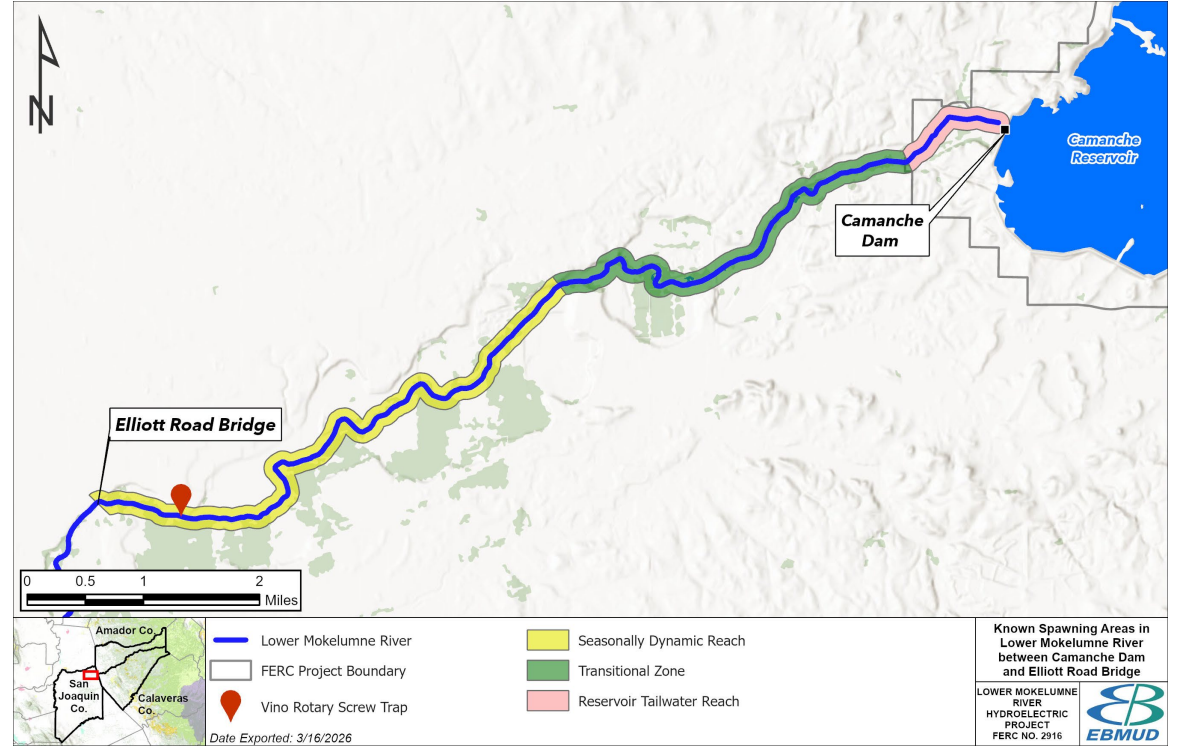 N
Camanche
Reservoir
Camanche
Dam
Elliott Road Bridge
0 0.5 1 2
Miles
Amador Co.
San
Joaquin
Co.
Calaveras
Co.
Lower Mokelumne River
FERC Project Boundary
Vino Rotary Screw Trap
Date Exported: 3/16/2026
Seasonally Dynamic Reach
Transitional Zone
Reservoir Tailwater Reach
Known Spawning Areas in
Lower Mokelumne River
between Camanche Dam
and Elliott Road Bridge
LOWER MOKELUMNE
RIVER
HYDROELECTRIC
PROJECT
FERC NO. 2916
EBMUD